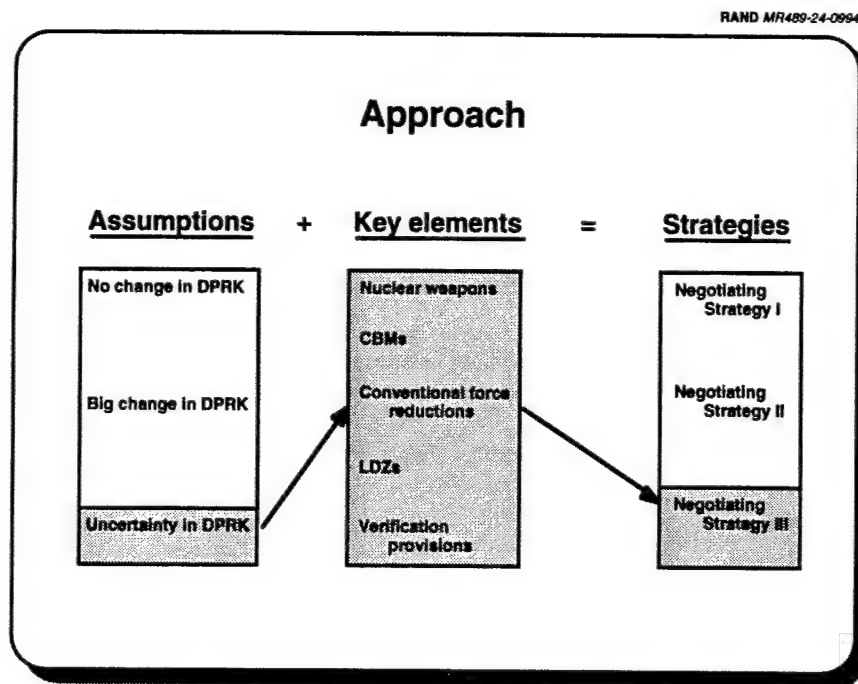 RAND MR489-24-0994
Approach
Assumptions + Key elements = Strategies
No change in DPRK
Big change in DPRK
Uncertainty in DPRK
Nuclear weapons
CBMs
Conventional force
reductions
LDZs
Verification
provisions
Negotiating
Strategy I
Negotiating
Strategy II
Negotiating
Strategy III